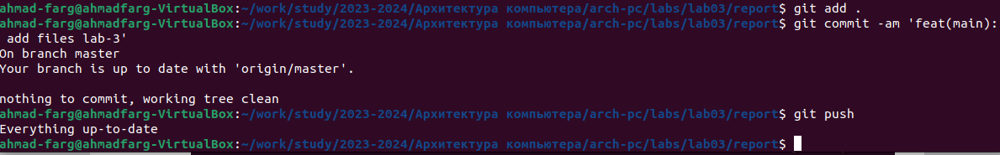 ahmad-farg@ahmadfarg-VirtualBox:~/work/study/2023-2024/Архитектура компьютера/arch-pc/labs/lab03/report$ git add .
ahmad-farg@ahmadfarg-VirtualBox:~/work/study/2023-2024/Архитектура компьютера/arch-pc/labs/lab03/report$ git commit -am 'feat(main):
 add files lab-3'
On branch master
Your branch is up to date with 'origin/master'.
nothing to commit, working tree clean
ahmad-farg@ahmadfarg-VirtualBox:~/work/study/2023-2024/Архитектура компьютера/arch-pc/labs/lab03/report$ git push
Everything up-to-date
ahmad-farg@ahmadfarg-VirtualBox:~/work/study/2023-2024/Архитектура компьютера/arch-pc/labs/lab03/report$